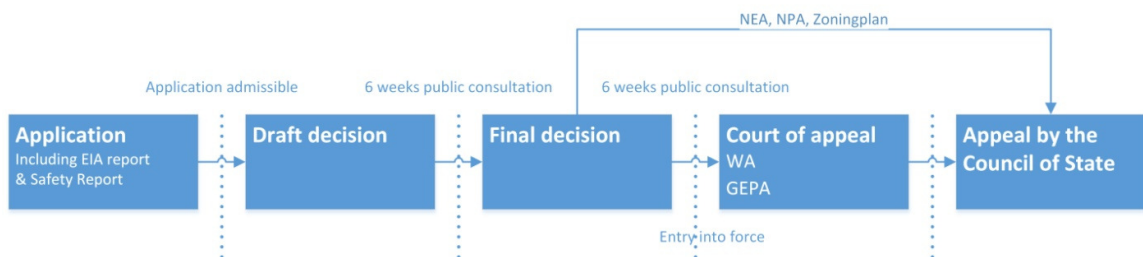 NEA, NPA, Zoningplan
Application admissible
6 weeks public consultation
6 weeks public consultation
Application
Including EIA report
& Safety Report
Draft decision
Final decision
Court of appeal
WA
GEPA
Appeal by the
Council of State
Entry into force